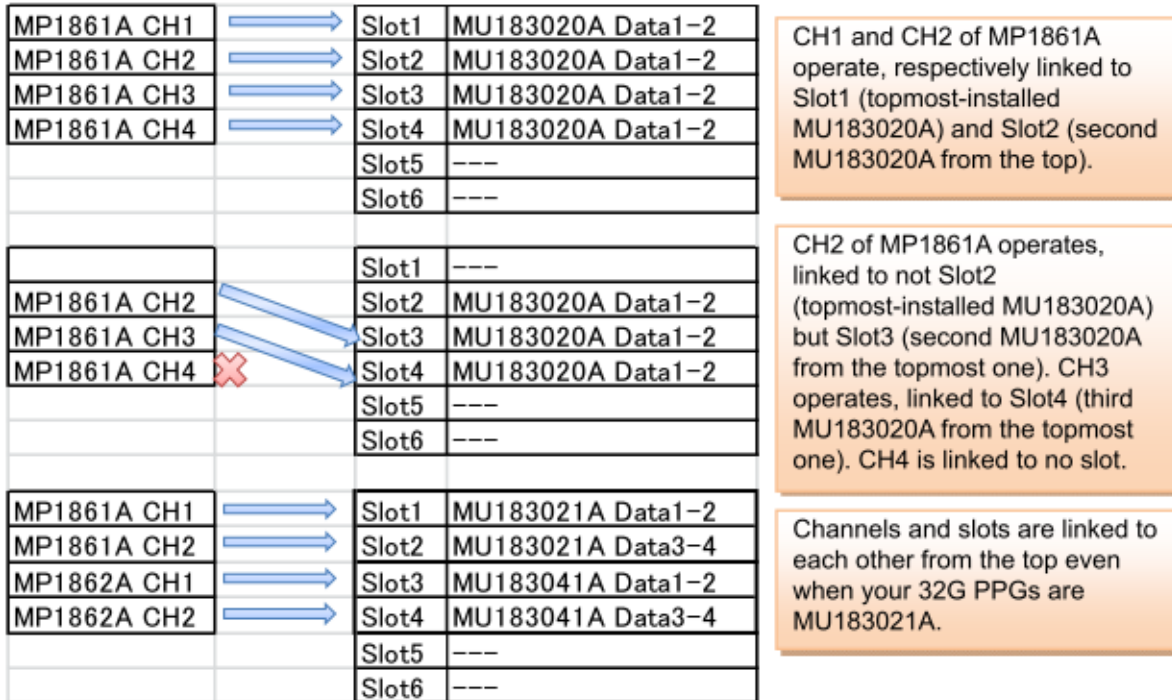 MP1861A CH1 Slot1 MU183020A Data1-2
MP1861A CH2 Slot2 MU183020A Data1-2
MP1861A CH3 Slot3 MU183020A Data1-2
MP1861A CH4 Slot4 MU183020A Data1-2
Slot5 ---
Slot6 ---
CH1 and CH2 of MP1861A
operate, respectively linked to
Slot1 (topmost-installed
MU183020A) and Slot2 (second
MU183020A from the top).
Slot1 ---
MP1861A CH2 Slot2 MU183020A Data1-2
MP1861A CH3 Slot3 MU183020A Data1-2
MP1861A CH4 Slot4 MU183020A Data1-2
Slot5 ---
Slot6 ---
CH2 of MP1861A operates,
linked to not Slot2
(topmost-installed MU183020A)
but Slot3 (second MU183020A
from the topmost one). CH3
operates, linked to Slot4 (third
MU183020A from the topmost
one). CH4 is linked to no slot.
MP1861A CH1 Slot1 MU183021A Data1-2
MP1861A CH2 Slot2 MU183021A Data3-4
MP1862A CH1 Slot3 MU183041A Data1-2
MP1862A CH2 Slot4 MU183041A Data3-4
Slot5 ---
Slot6 ---
Channels and slots are linked to
each other from the top even
when your 32G PPGs are
MU183021A.